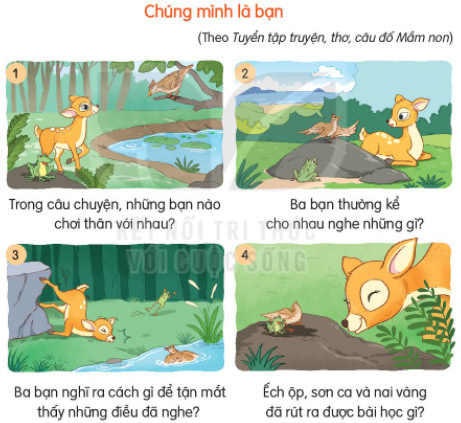 Chúng mình là bạn
(Theo Tuyển tập truyện, thơ, câu đố Mầm non)
1
2
Trong câu chuyện, những bạn nào
chơi thân với nhau?
Ba bạn thường kể
cho nhau nghe những gì?
KẾT NỐI TRI THỨC
VỚI CUỘC SỐNG
3
4
Ba bạn nghĩ ra cách gì để tận mắt
thấy những điều đã nghe?
Ếch ộp, sơn ca và nai vàng
đã rút ra được bài học gì?